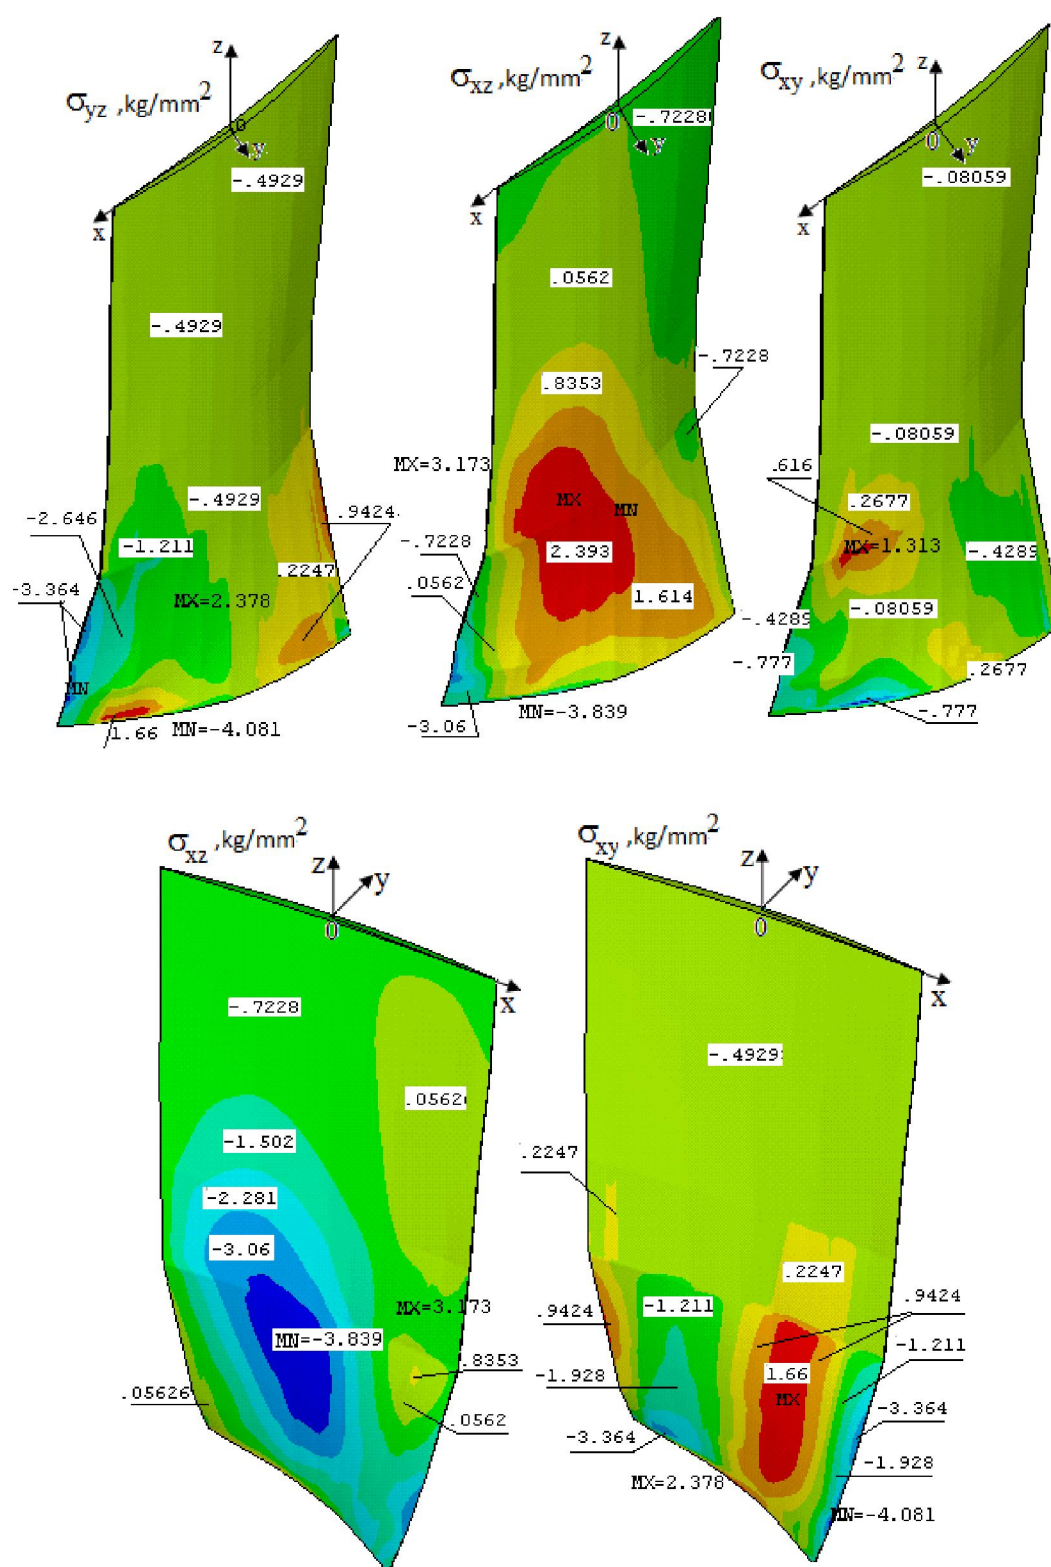 σyz ,kg/mm²
z
0
y
x
-.4929
-.4929
-.4929
-2.646
-1.211
-3.364
.9424
.2247
MX=2.378
MN
1.66
MN=-4.081
σxz ,kg/mm²
z
0
y
x
-.7228
.0562
-.7228
.8353
MX=3.173
MX
MN
-.7228
2.393
.0562
1.614
-3.06
MN=-3.839
σxy ,kg/mm²
z
0
y
x
-.08059
-.08059
.616
.2677
MX=1.313
-.4289
-.08059
-.4289
-.777
.2677
-.777
σxz ,kg/mm²
z
y
0
x
-.7228
.0562
-1.502
-2.281
-3.06
MX=3.173
MN=-3.839
.8353
.05626
.0562
σxy ,kg/mm²
z
y
0
x
-.4929
.2247
.2247
.9424
-1.211
.9424
-1.211
1.66
-1.928
MX
-3.364
-3.364
-1.928
MX=2.378
MN=-4.081